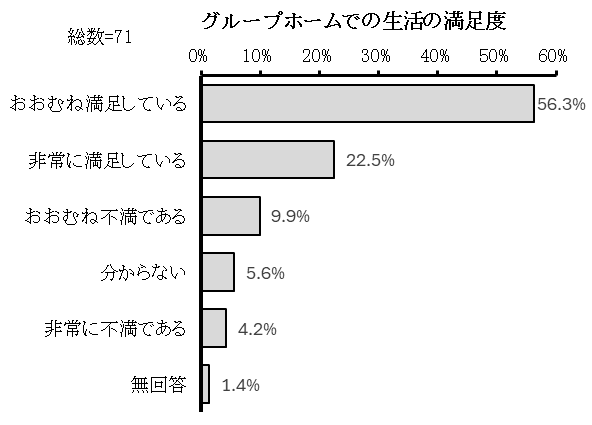 グループホームでの生活の満足度
総数=71
0% 10% 20% 30% 40% 50% 60%
おおむね満足している 56.3%
非常に満足している 22.5%
おおむね不満である 9.9%
分からない 5.6%
非常に不満である 4.2%
無回答 1.4%